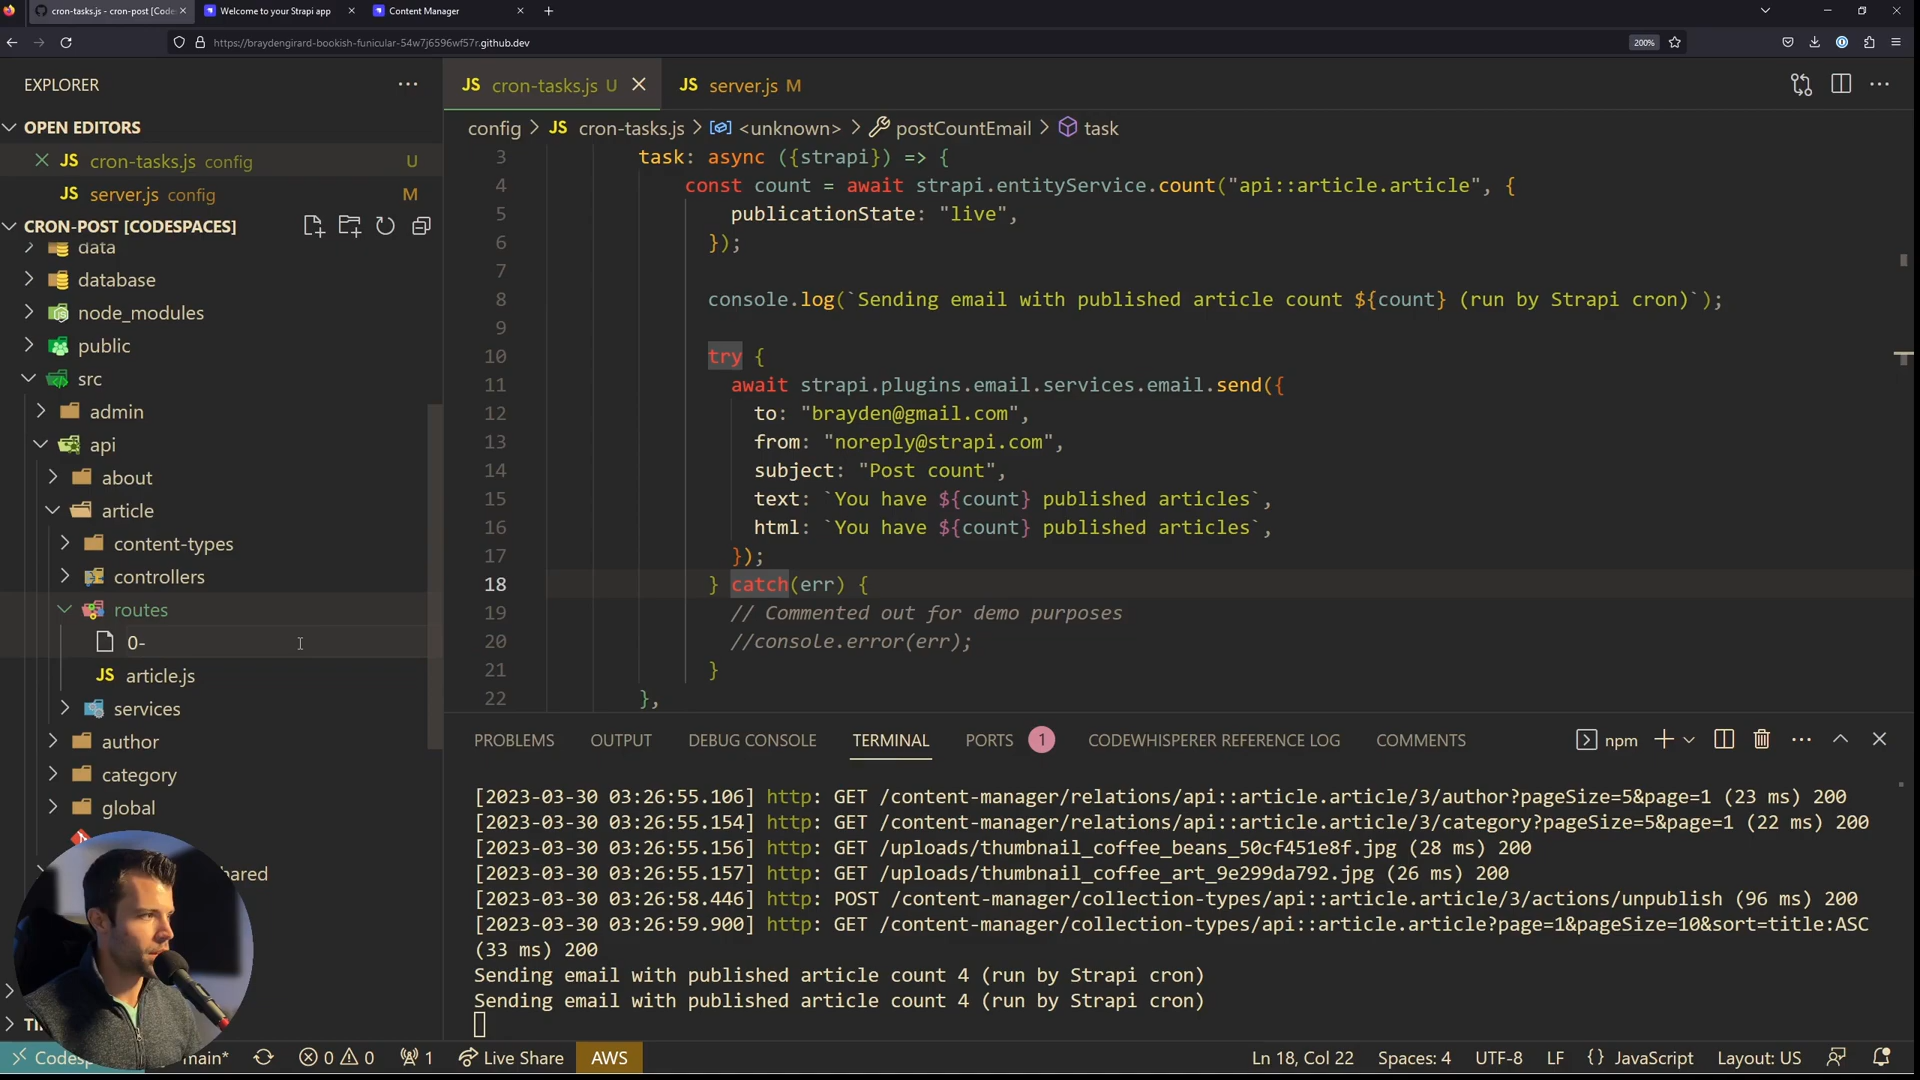 cron-tasks.js - cron-post [Code
Welcome to your Strapi app
Content Manager
https://braydengirard-bookish-funicular-54w7j6596wf57r.github.dev
200%
EXPLORER
OPEN EDITORS
cron-tasks.js config U
server.js config M
CRON-POST [CODESPACES]
data
database
node_modules
public
src
admin
api
about
article
content-types
controllers
routes
0-
JS article.js
services
author
category
global
hared
TI
JS cron-tasks.js U
JS server.js M
config > JS cron-tasks.js > <unknown> > postCountEmail > task
3 task: async ({strapi}) => {
4 const count = await strapi.entityService.count("api::article.article", {
5 publicationState: "live",
6 });
7
8 console.log(`Sending email with published article count ${count} (run by Strapi cron)`);
9
10 try {
11 await strapi.plugins.email.services.email.send({
12 to: "brayden@gmail.com",
13 from: "noreply@strapi.com",
14 subject: "Post count",
15 text: `You have ${count} published articles`,
16 html: `You have ${count} published articles`,
17 });
18 } catch(err) {
19 // Commented out for demo purposes
20 //console.error(err);
21 }
22 },
PROBLEMS OUTPUT DEBUG CONSOLE TERMINAL PORTS 1 CODEWHISPERER REFERENCE LOG COMMENTS
npm
[2023-03-30 03:26:55.106] http: GET /content-manager/relations/api::article.article/3/author?pageSize=5&page=1 (23 ms) 200
[2023-03-30 03:26:55.154] http: GET /content-manager/relations/api::article.article/3/category?pageSize=5&page=1 (22 ms) 200
[2023-03-30 03:26:55.156] http: GET /uploads/thumbnail_coffee_beans_50cf451e8f.jpg (28 ms) 200
[2023-03-30 03:26:55.157] http: GET /uploads/thumbnail_coffee_art_9e299da792.jpg (26 ms) 200
[2023-03-30 03:26:58.446] http: POST /content-manager/collection-types/api::article.article/3/actions/unpublish (96 ms) 200
[2023-03-30 03:26:59.900] http: GET /content-manager/collection-types/api::article.article?page=1&pageSize=10&sort=title:ASC
(33 ms) 200
Sending email with published article count 4 (run by Strapi cron)
Sending email with published article count 4 (run by Strapi cron)
Codesp main* 0 0 1 Live Share AWS Ln 18, Col 22 Spaces: 4 UTF-8 LF {} JavaScript Layout: US